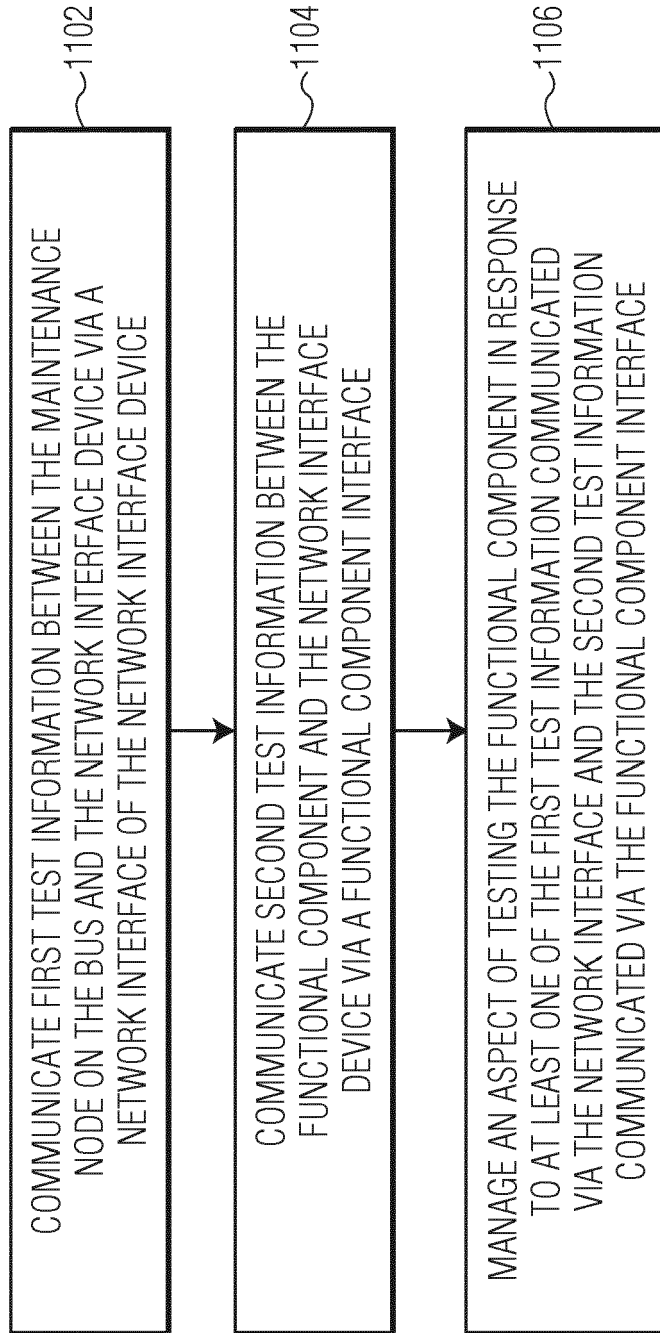 COMMUNICATE FIRST TEST INFORMATION BETWEEN THE MAINTENANCE
NODE ON THE BUS AND THE NETWORK INTERFACE DEVICE VIA A
NETWORK INTERFACE OF THE NETWORK INTERFACE DEVICE
1102
COMMUNICATE SECOND TEST INFORMATION BETWEEN THE
FUNCTIONAL COMPONENT AND THE NETWORK INTERFACE
DEVICE VIA A FUNCTIONAL COMPONENT INTERFACE
1104
MANAGE AN ASPECT OF TESTING THE FUNCTIONAL COMPONENT IN RESPONSE
TO AT LEAST ONE OF THE FIRST TEST INFORMATION COMMUNICATED
VIA THE NETWORK INTERFACE AND THE SECOND TEST INFORMATION
COMMUNICATED VIA THE FUNCTIONAL COMPONENT INTERFACE
1106